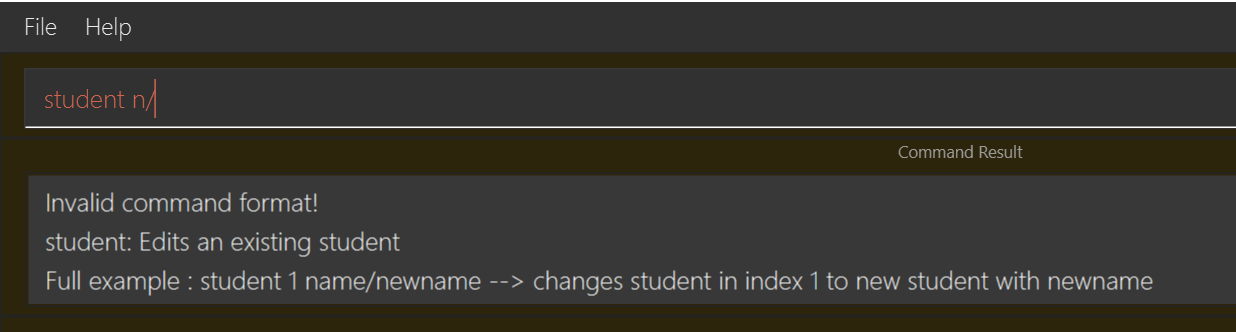 File Help
student n/
Command Result
Invalid command format!
student: Edits an existing student
Full example : student 1 name/newname --> changes student in index 1 to new student with newname